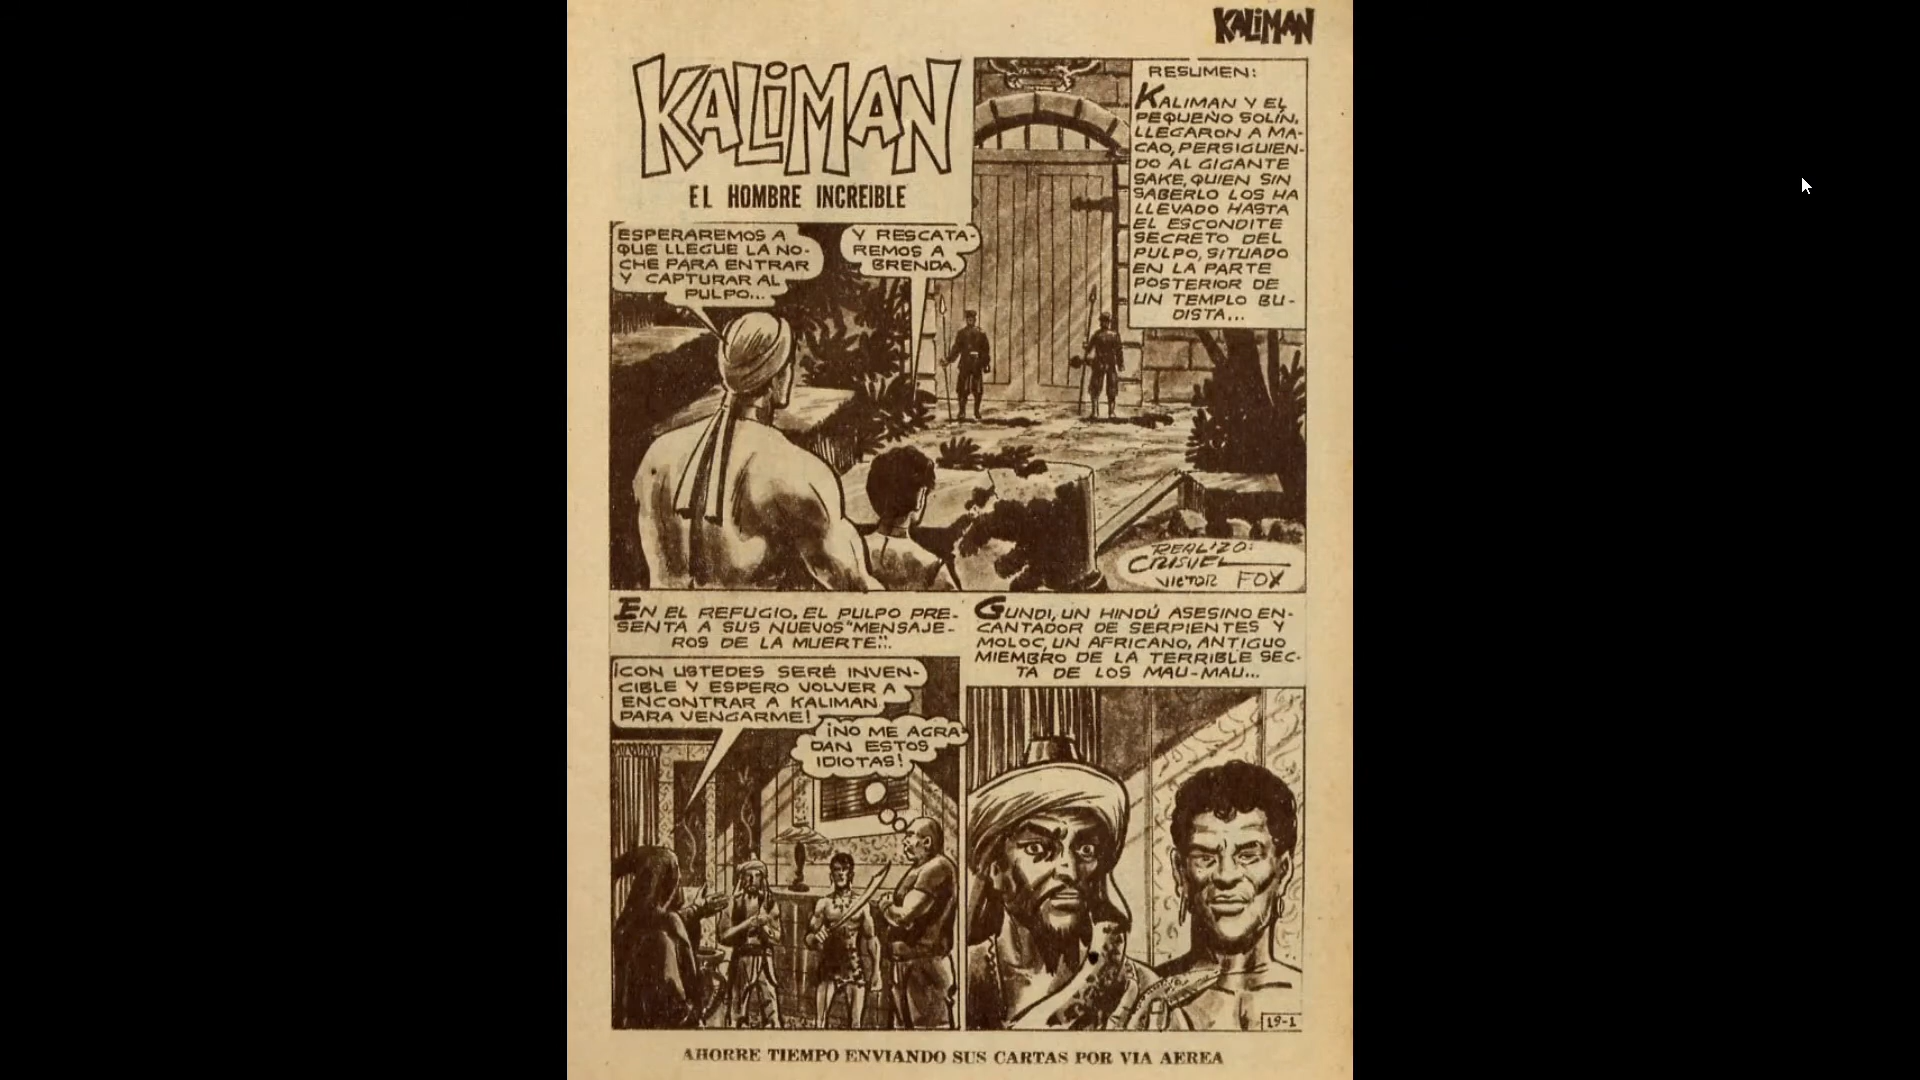 KALIMAN
KALIMAN
EL HOMBRE INCREIBLE
RESUMEN:
KALIMAN Y EL
PEQUEÑO SOLÍN,
LLEGARON A MA-
CAO, PERSIGUIEN-
DO AL GIGANTE
SAKE, QUIEN SIN
SABERLO LOS HA
LLEVADO HASTA
EL ESCONDITE
SECRETO DEL
PULPO, SITUADO
EN LA PARTE
POSTERIOR DE
UN TEMPLO BU-
DISTA...
ESPERAREMOS A
QUE LLEGUE LA NO-
CHE PARA ENTRAR
Y CAPTURAR AL
PULPO...
Y RESCATA-
REMOS A
BRENDA.
REALIZO:
CRISUEL
VICTOR FOX
EN EL REFUGIO, EL PULPO PRE-
SENTA A SUS NUEVOS "MENSAJE-
ROS DE LA MUERTE"...
¡CON USTEDES SERÉ INVEN-
CIBLE Y ESPERO VOLVER A
ENCONTRAR A KALIMAN
PARA VENGARME!
¡NO ME AGRA-
DAN ESTOS
IDIOTAS!
GUNDI, UN HINDÚ ASESINO EN-
CANTADOR DE SERPIENTES Y
MOLOC, UN AFRICANO, ANTIGUO
MIEMBRO DE LA TERRIBLE SEC-
TA DE LOS MAU-MAU...
19-1
AHORRE TIEMPO ENVIANDO SUS CARTAS POR VIA AEREA